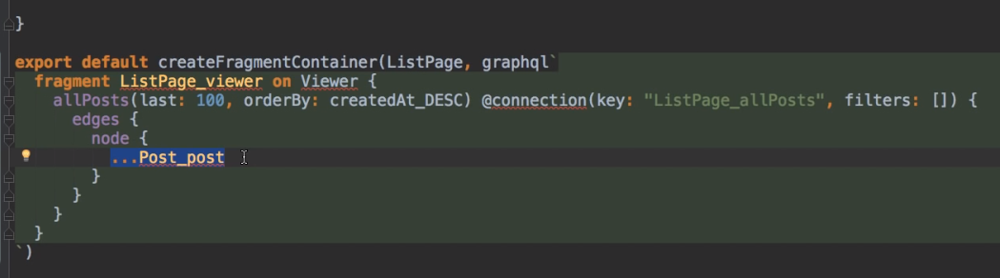 }
export default createFragmentContainer(ListPage, graphql`
fragment ListPage_viewer on Viewer {
allPosts(last: 100, orderBy: createdAt_DESC) @connection(key: "ListPage_allPosts", filters: []) {
edges {
node {
...Post_post
}
}
}
}
`)